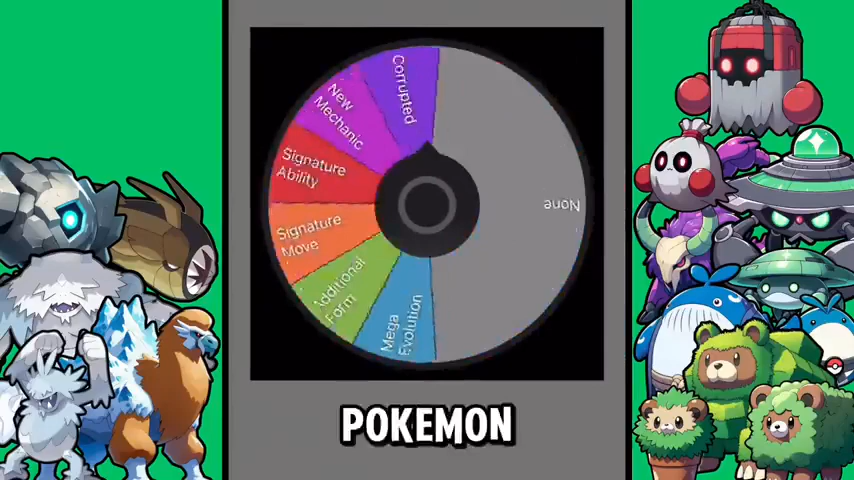 Corrupted
New
Mechanic
Signature
Ability
Signature
Move
Additional
Form
Mega
Evolution
None
POKEMON